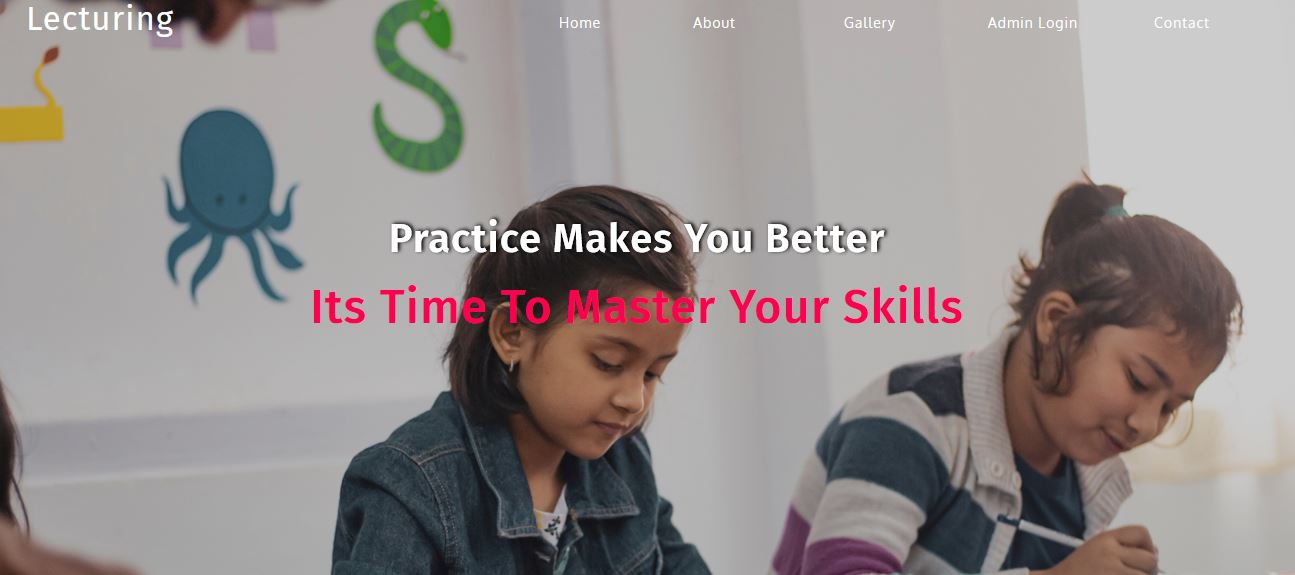 Lecturing
Home About Gallery Admin Login Contact
Practice Makes You Better
Its Time To Master Your Skills